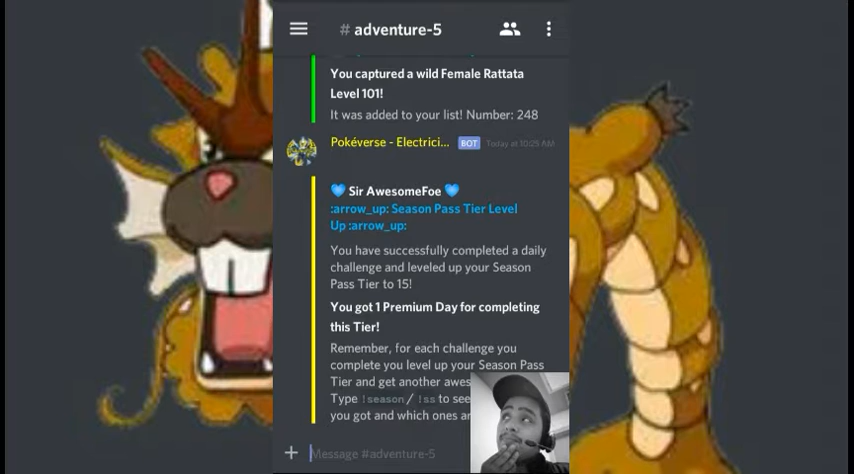 # adventure-5
You captured a wild Female Rattata
Level 101!
It was added to your list! Number: 248
Pokéverse - Electrici... BOT Today at 10:25 AM
💙 Sir AwesomeFoe 💙
:arrow_up: Season Pass Tier Level
Up :arrow_up:
You have successfully completed a daily
challenge and leveled up your Season
Pass Tier to 15!
You got 1 Premium Day for completing
this Tier!
Remember, for each challenge you
complete you level up your Season Pass
Tier and get another
Type !season / !ss to see
you got and which ones
Message #adventure-5